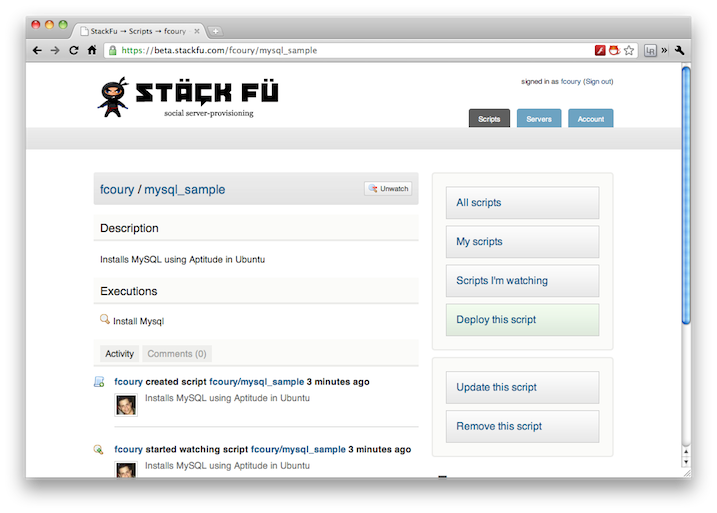 StackFu → Scripts → fcoury
https://beta.stackfu.com/fcoury/mysql_sample
LR
»
STÄÇK FÜ
social server-provisioning
signed in as fcoury (Sign out)
Scripts
Servers
Account
fcoury / mysql_sample
Unwatch
Description
Installs MySQL using Aptitude in Ubuntu
Executions
Install Mysql
Activity
Comments (0)
fcoury created script fcoury/mysql_sample 3 minutes ago
Installs MySQL using Aptitude in Ubuntu
fcoury started watching script fcoury/mysql_sample 3 minutes ago
Installs MySQL using Aptitude in Ubuntu
All scripts
My scripts
Scripts I'm watching
Deploy this script
Update this script
Remove this script